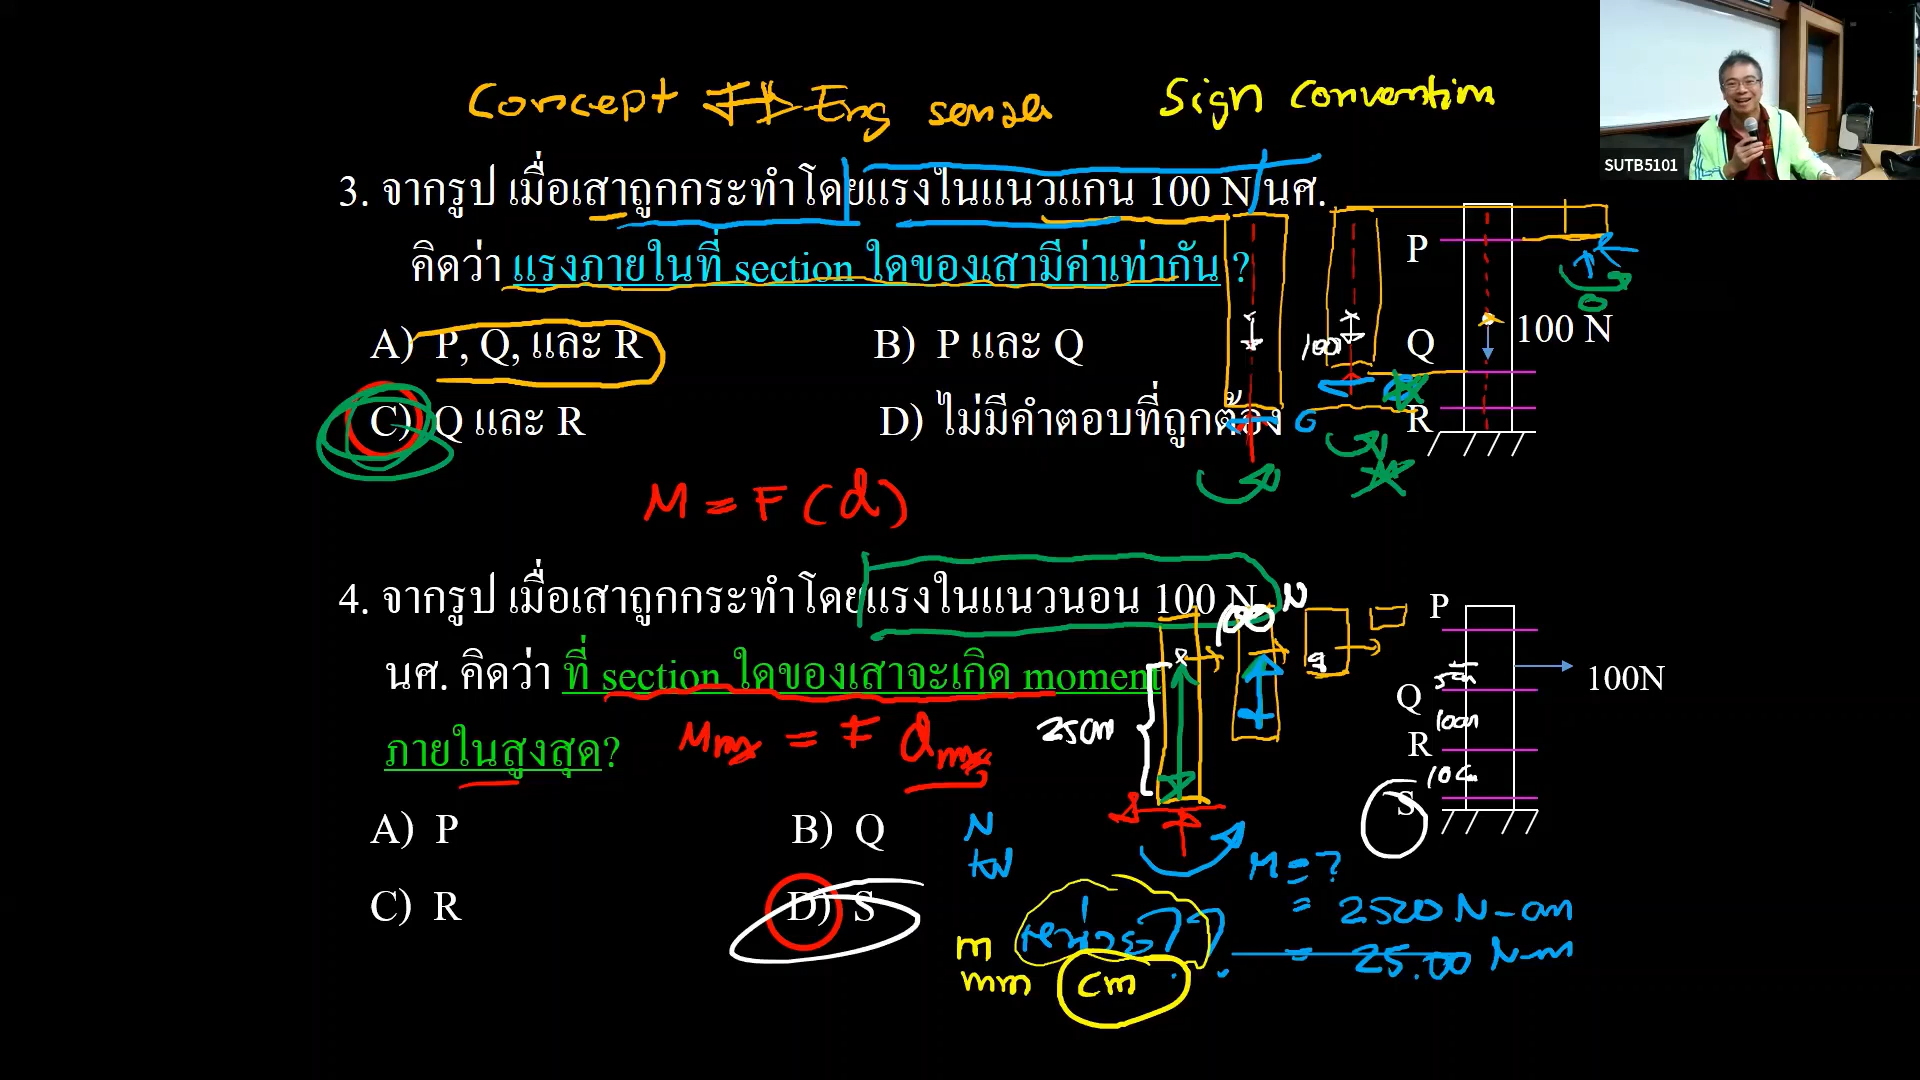 Concept Eng sense
Sign convention
SUTB5101
3. จากรูป เมื่อเสาถูกกระทำโดยแรงในแนวแกน 100 N นศ.
คิดว่า แรงภายในที่ section ใดของเสามีค่าเท่ากัน ?
A) P, Q, และ R
B) P และ Q
C) Q และ R
D) ไม่มีคำตอบที่ถูกต้อง
P
100 N
Q
R
M = F (d)
4. จากรูป เมื่อเสาถูกกระทำโดยแรงในแนวนอน 100 N
100 N
นศ. คิดว่า ที่ section ใดของเสาจะเกิด moment
ภายในสูงสุด?
25cm
P
100N
Q
R
10cm
S
A) P
B) Q
C) R
D) S
N
kN
M = ?
= 2500 N-cm
= 25.00 N-m
m
mm
cm